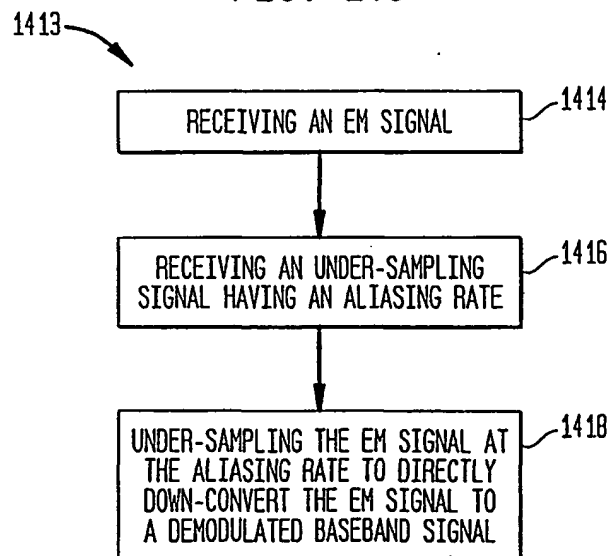 1413
RECEIVING AN EM SIGNAL
1414
RECEIVING AN UNDER-SAMPLING
SIGNAL HAVING AN ALIASING RATE
1416
UNDER-SAMPLING THE EM SIGNAL AT
THE ALIASING RATE TO DIRECTLY
DOWN-CONVERT THE EM SIGNAL TO
A DEMODULATED BASEBAND SIGNAL
1418